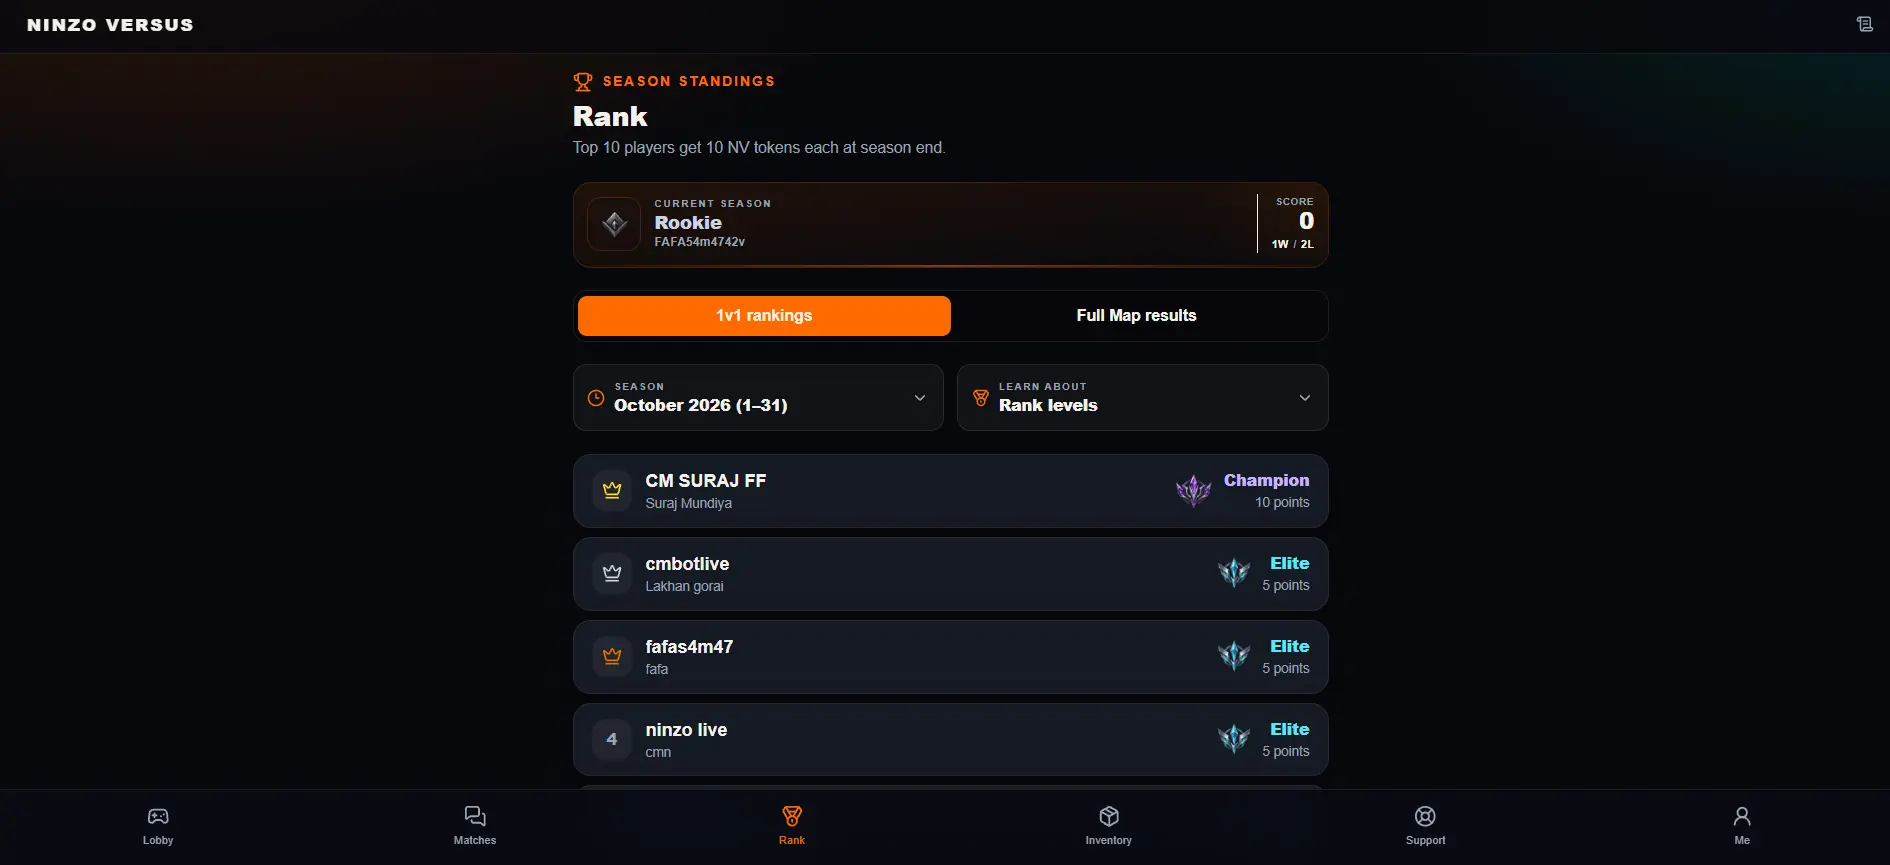 NINZO VERSUS
SEASON STANDINGS
Rank
Top 10 players get 10 NV tokens each at season end.
CURRENT SEASON
Rookie
FAFA54m4742v
SCORE
0
1W / 2L
1v1 rankings
Full Map results
SEASON
October 2026 (1–31)
LEARN ABOUT
Rank levels
CM SURAJ FF
Suraj Mundiya
Champion
10 points
cmbotlive
Lakhan gorai
Elite
5 points
fafas4m47
fafa
Elite
5 points
4
ninzo live
cmn
Elite
5 points
Lobby
Matches
Rank
Inventory
Support
Me